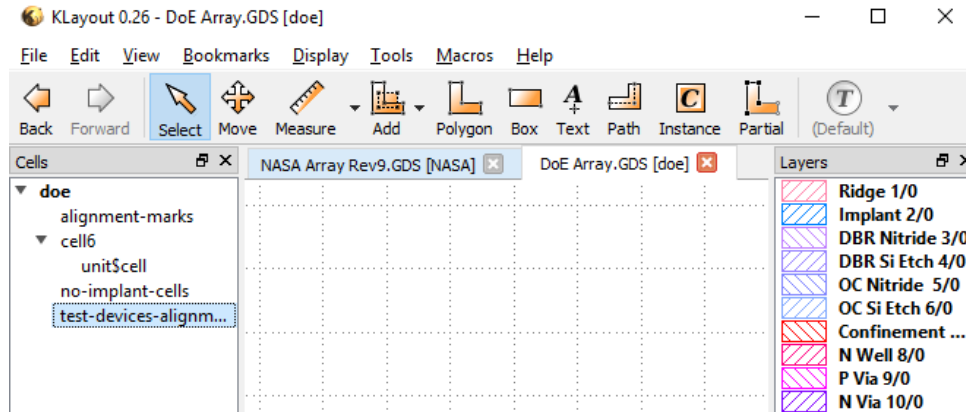 KLayout 0.26 - DoE Array.GDS [doe]
File Edit View Bookmarks Display Tools Macros Help
Back Forward Select Move Measure Add Polygon Box Text Path Instance Partial (Default)
Cells
NASA Array Rev9.GDS [NASA]
DoE Array.GDS [doe]
Layers
doe
alignment-marks
cell6
unit$cell
no-implant-cells
test-devices-alignm...
Ridge 1/0
Implant 2/0
DBR Nitride 3/0
DBR Si Etch 4/0
OC Nitride 5/0
OC Si Etch 6/0
Confinement ...
N Well 8/0
P Via 9/0
N Via 10/0